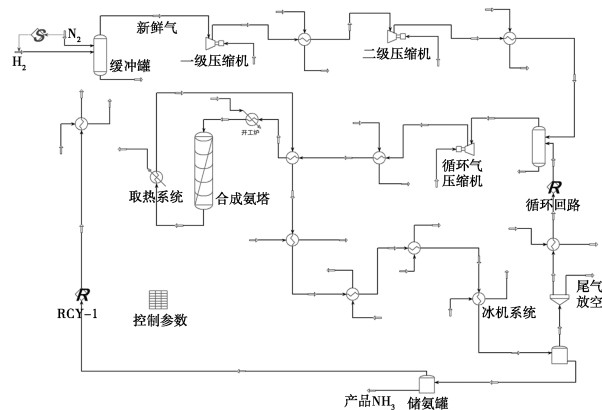 新鲜气
S
N2
H2
缓冲罐
一级压缩机
二级压缩机
开工炉
循环气
压缩机
取热系统
合成氨塔
R
循环回路
R
RCY-1
控制参数
冰机系统
尾气
放空
产品NH3
储氨罐